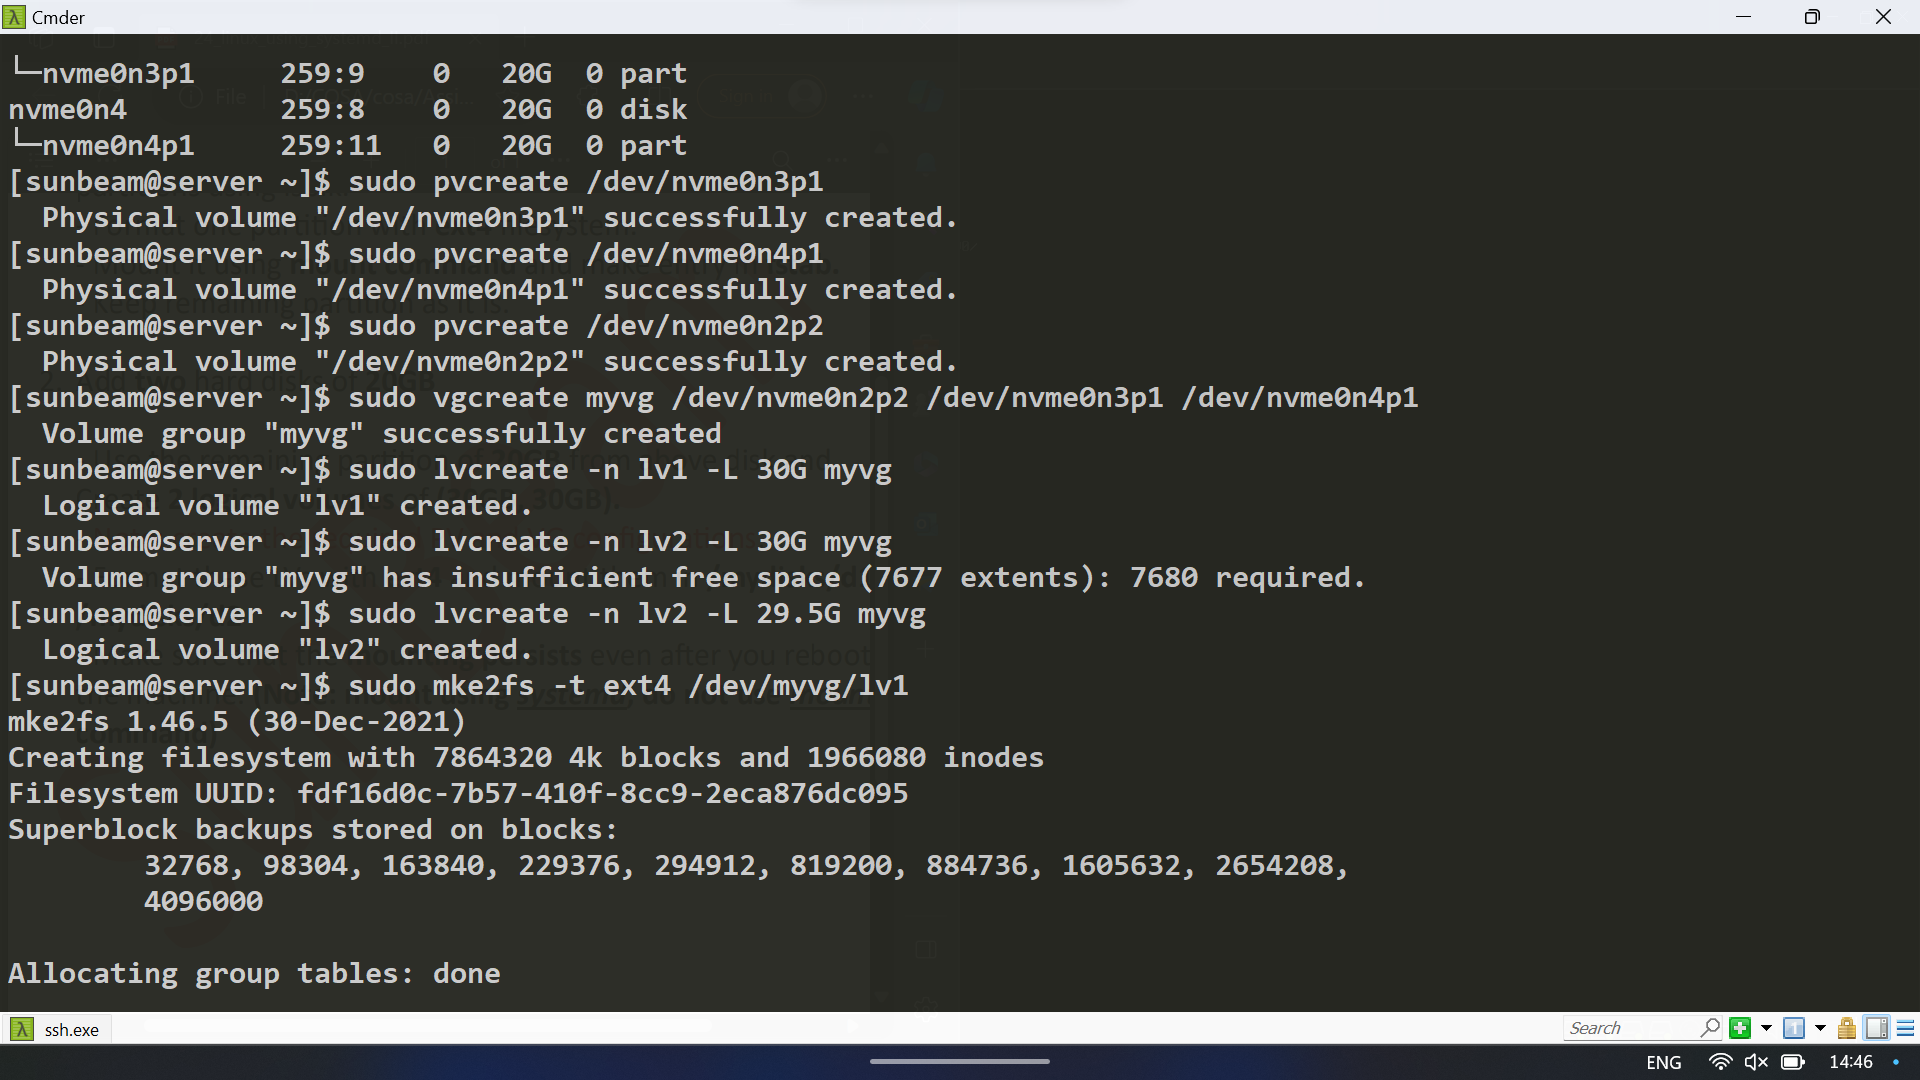 Cmder
└─nvme0n3p1     259:9    0   20G  0 part
nvme0n4         259:8    0   20G  0 disk
└─nvme0n4p1     259:11   0   20G  0 part
[sunbeam@server ~]$ sudo pvcreate /dev/nvme0n3p1
  Physical volume "/dev/nvme0n3p1" successfully created.
[sunbeam@server ~]$ sudo pvcreate /dev/nvme0n4p1
  Physical volume "/dev/nvme0n4p1" successfully created.
[sunbeam@server ~]$ sudo pvcreate /dev/nvme0n2p2
  Physical volume "/dev/nvme0n2p2" successfully created.
[sunbeam@server ~]$ sudo vgcreate myvg /dev/nvme0n2p2 /dev/nvme0n3p1 /dev/nvme0n4p1
  Volume group "myvg" successfully created
[sunbeam@server ~]$ sudo lvcreate -n lv1 -L 30G myvg
  Logical volume "lv1" created.
[sunbeam@server ~]$ sudo lvcreate -n lv2 -L 30G myvg
  Volume group "myvg" has insufficient free space (7677 extents): 7680 required.
[sunbeam@server ~]$ sudo lvcreate -n lv2 -L 29.5G myvg
  Logical volume "lv2" created.
[sunbeam@server ~]$ sudo mke2fs -t ext4 /dev/myvg/lv1
mke2fs 1.46.5 (30-Dec-2021)
Creating filesystem with 7864320 4k blocks and 1966080 inodes
Filesystem UUID: fdf16d0c-7b57-410f-8cc9-2eca876dc095
Superblock backups stored on blocks:
        32768, 98304, 163840, 229376, 294912, 819200, 884736, 1605632, 2654208,
        4096000
Allocating group tables: done
ssh.exe
Search
ENG
14:46